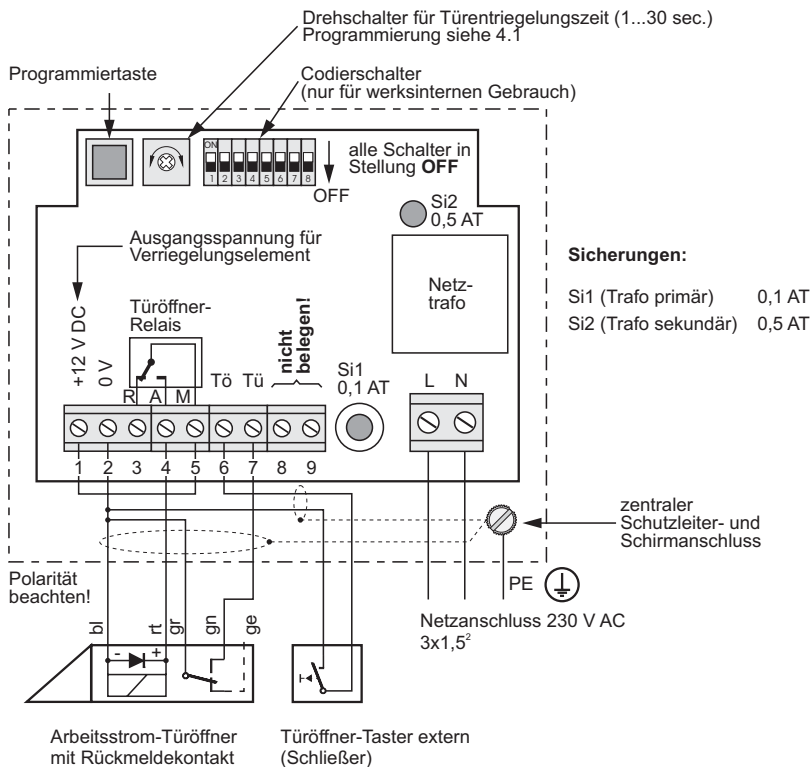 Drehschalter für Türentriegelungszeit (1...30 sec.)
Programmierung siehe 4.1
Programmiertaste
Codierschalter
(nur für werksinternen Gebrauch)
ON
1 2 3 4 5 6 7 8
alle Schalter in
Stellung OFF
OFF
Si2
0,5 AT
Ausgangsspannung für
Verriegelungselement
Netz-
trafo
Sicherungen:
Si1 (Trafo primär) 0,1 AT
Si2 (Trafo sekundär) 0,5 AT
+12 V DC
0 V
Türöffner-
Relais
R A M
Tö Tü
nicht
belegen!
Si1
0,1 AT
L N
1 2 3 4 5 6 7 8 9
zentraler
Schutzleiter- und
Schirmanschluss
PE
Polarität
beachten!
Netzanschluss 230 V AC
3x1,5²
bl rt gr gn ge
- +
Arbeitsstrom-Türöffner
mit Rückmeldekontakt
Türöffner-Taster extern
(Schließer)